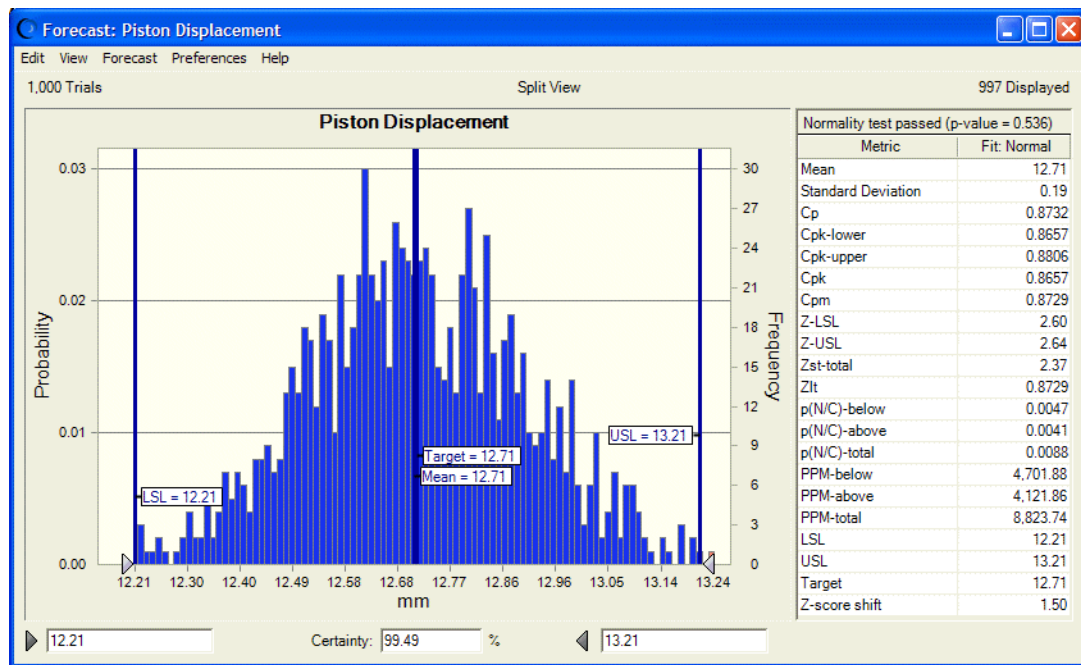 Forecast: Piston Displacement
Edit View Forecast Preferences Help
1,000 Trials Split View 997 Displayed
Piston Displacement
Probability
0.03
0.02
0.01
0.00
30
27
24
21
18
15
12
9
6
3
0
Frequency
LSL = 12.21
Target = 12.71
Mean = 12.71
USL = 13.21
12.21 12.30 12.40 12.49 12.58 12.68 12.77 12.86 12.96 13.05 13.14 13.24
mm
Normality test passed (p-value = 0.536)
Metric Fit: Normal
Mean 12.71
Standard Deviation 0.19
Cp 0.8732
Cpk-lower 0.8657
Cpk-upper 0.8806
Cpk 0.8657
Cpm 0.8729
Z-LSL 2.60
Z-USL 2.64
Zst-total 2.37
Zlt 0.8729
p(N/C)-below 0.0047
p(N/C)-above 0.0041
p(N/C)-total 0.0088
PPM-below 4,701.88
PPM-above 4,121.86
PPM-total 8,823.74
LSL 12.21
USL 13.21
Target 12.71
Z-score shift 1.50
12.21 Certainty: 99.49 % 13.21